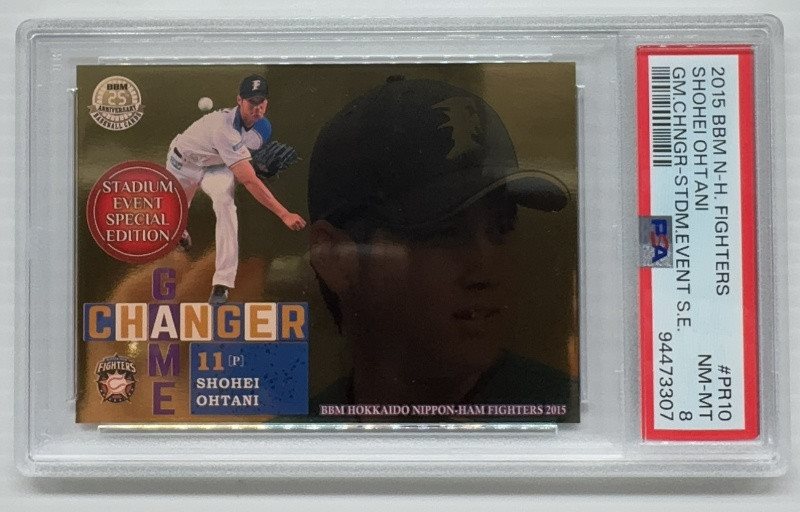 BBM
25
ANNIVERSARY
BASEBALL CARDS
STADIUM
EVENT
SPECIAL
EDITION
GAME
CHANGER
11 [P]
SHOHEI
OHTANI
FIGHTERS
BBM HOKKAIDO NIPPON-HAM FIGHTERS 2015
2015 BBM N-H. FIGHTERS
#PR10
SHOHEI OHTANI
NM-MT
GM.CHNGR-STDM.EVENT S.E.
8
PSA
94473307